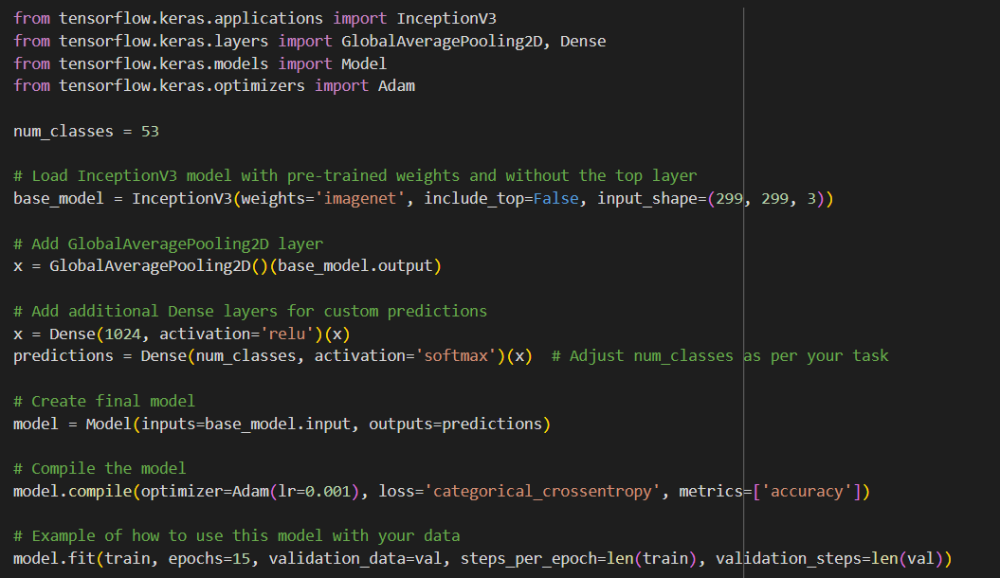 from tensorflow.keras.applications import InceptionV3
from tensorflow.keras.layers import GlobalAveragePooling2D, Dense
from tensorflow.keras.models import Model
from tensorflow.keras.optimizers import Adam
num_classes = 53
# Load InceptionV3 model with pre-trained weights and without the top layer
base_model = InceptionV3(weights='imagenet', include_top=False, input_shape=(299, 299, 3))
# Add GlobalAveragePooling2D layer
x = GlobalAveragePooling2D()(base_model.output)
# Add additional Dense layers for custom predictions
x = Dense(1024, activation='relu')(x)
predictions = Dense(num_classes, activation='softmax')(x)  # Adjust num_classes as per your task
# Create final model
model = Model(inputs=base_model.input, outputs=predictions)
# Compile the model
model.compile(optimizer=Adam(lr=0.001), loss='categorical_crossentropy', metrics=['accuracy'])
# Example of how to use this model with your data
model.fit(train, epochs=15, validation_data=val, steps_per_epoch=len(train), validation_steps=len(val))